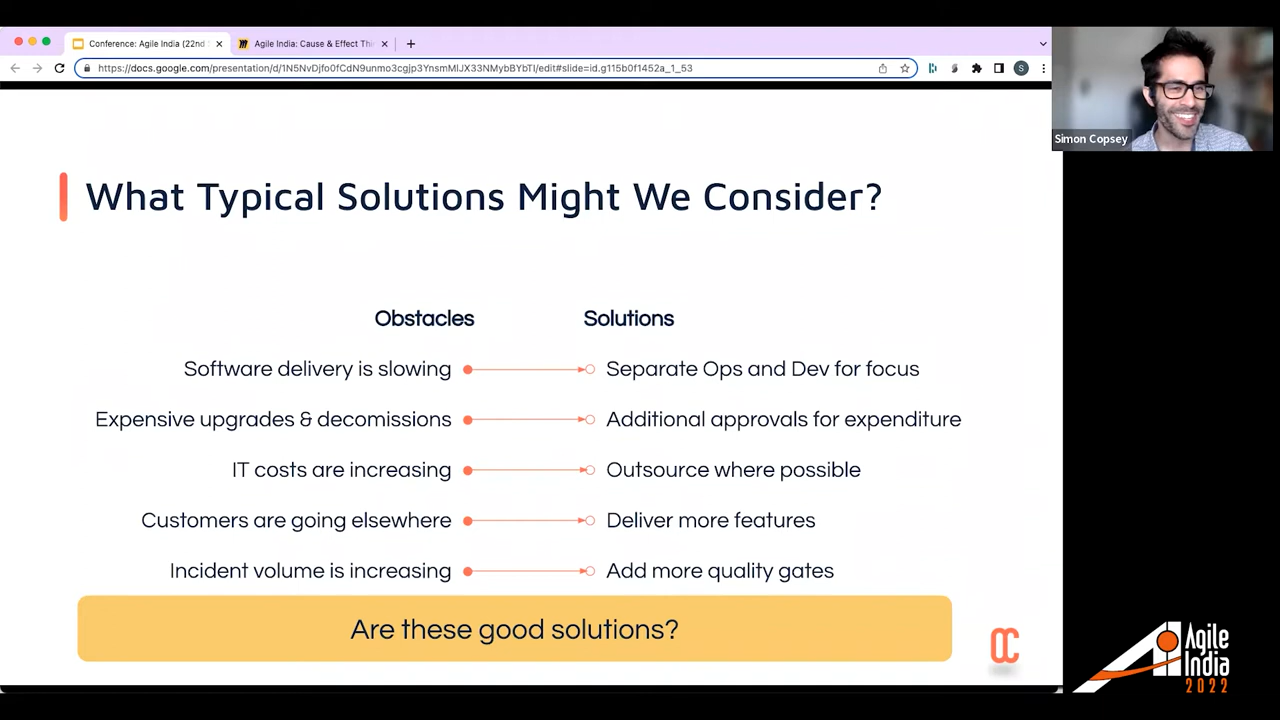 Conference: Agile India (22nd
Agile India: Cause & Effect Thi
https://docs.google.com/presentation/d/1N5NvDjfo0fCdN9unmo3cgjp3YnsmMlJX33NMybBYbTI/edit#slide=id.g115b0f1452a_1_53
S
Simon Copsey
What Typical Solutions Might We Consider?
Obstacles Solutions
Software delivery is slowing Separate Ops and Dev for focus
Expensive upgrades & decomissions Additional approvals for expenditure
IT costs are increasing Outsource where possible
Customers are going elsewhere Deliver more features
Incident volume is increasing Add more quality gates
Are these good solutions?
Agile
India
2022